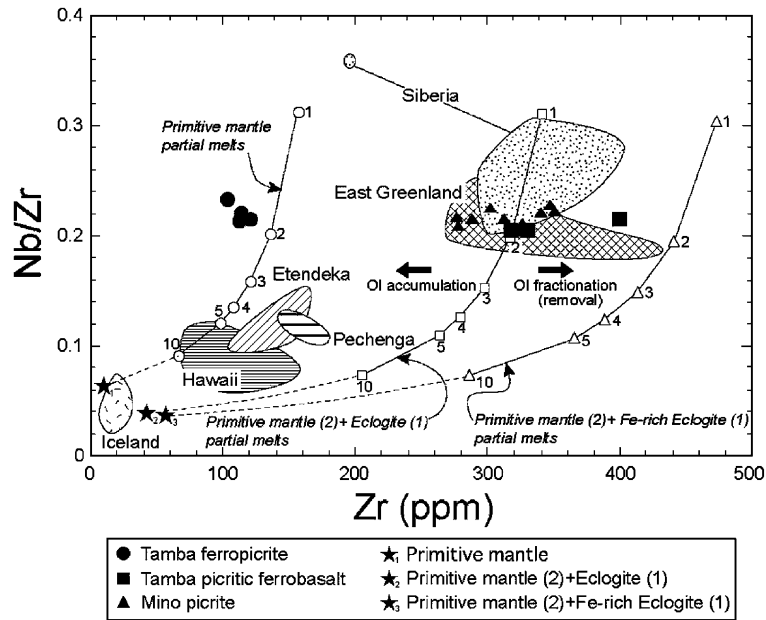 0.4
0.3
0.2
0.1
0
Nb/Zr
0
100
200
300
400
500
Zr (ppm)
Primitive mantle
partial melts
1
2
3
4
5
10
Siberia
East Greenland
Etendeka
Pechenga
Hawaii
Iceland
Ol accumulation
Ol fractionation
(removal)
1
2
3
4
5
10
1
2
3
4
5
10
2
3
Primitive mantle (2)+ Eclogite (1)
partial melts
Primitive mantle (2)+ Fe-rich Eclogite (1)
partial melts
Tamba ferropicrite
Tamba picritic ferrobasalt
Mino picrite
1 Primitive mantle
2 Primitive mantle (2)+Eclogite (1)
3 Primitive mantle (2)+Fe-rich Eclogite (1)